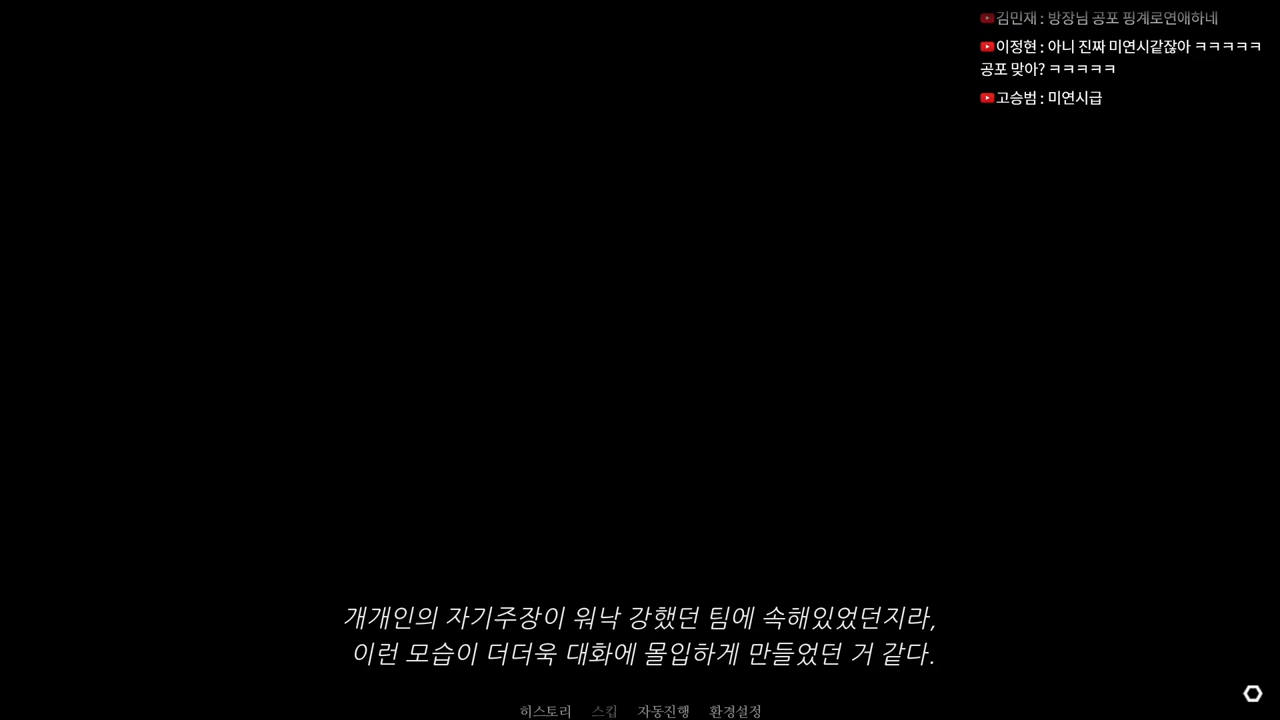 김민재 : 방장님 공포 핑계로연애하네
이정현 : 아니 진짜 미연시같잖아 ㅋㅋㅋㅋㅋ
공포 맞아? ㅋㅋㅋㅋㅋ
고승범 : 미연시급
개개인의 자기주장이 워낙 강했던 팀에 속해있었던지라,
이런 모습이 더더욱 대화에 몰입하게 만들었던 거 같다.
히스토리 스킵 자동진행 환경설정